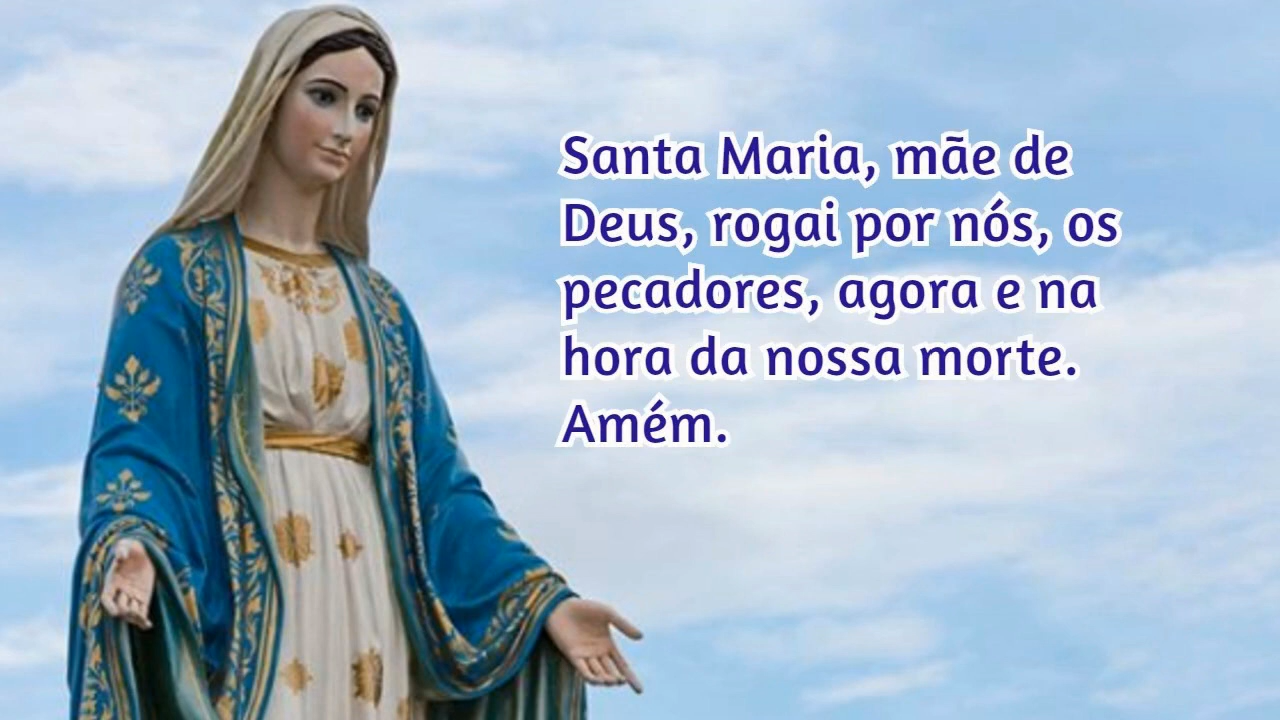 Santa Maria, mãe de
Deus, rogai por nós, os
pecadores, agora e na
hora da nossa morte.
Amém.